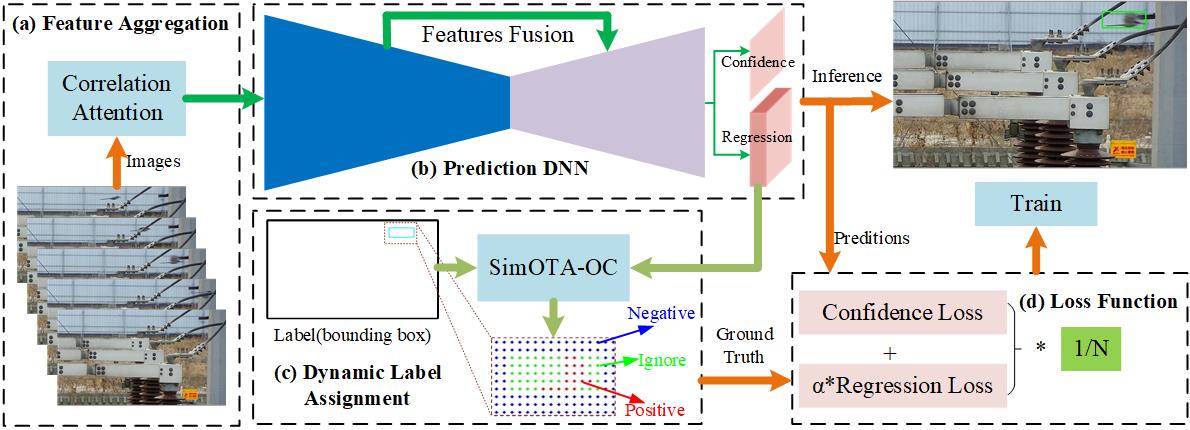 (a) Feature Aggregation
Correlation
Attention
Images
Features Fusion
Confidence
Regression
(b) Prediction DNN
Inference
Preditions
Train
Label(bounding box)
SimOTA-OC
Negative
Ignore
Positive
(c) Dynamic Label
Assignment
Ground
Truth
(d) Loss Function
Confidence Loss
+
α*Regression Loss
*
1/N